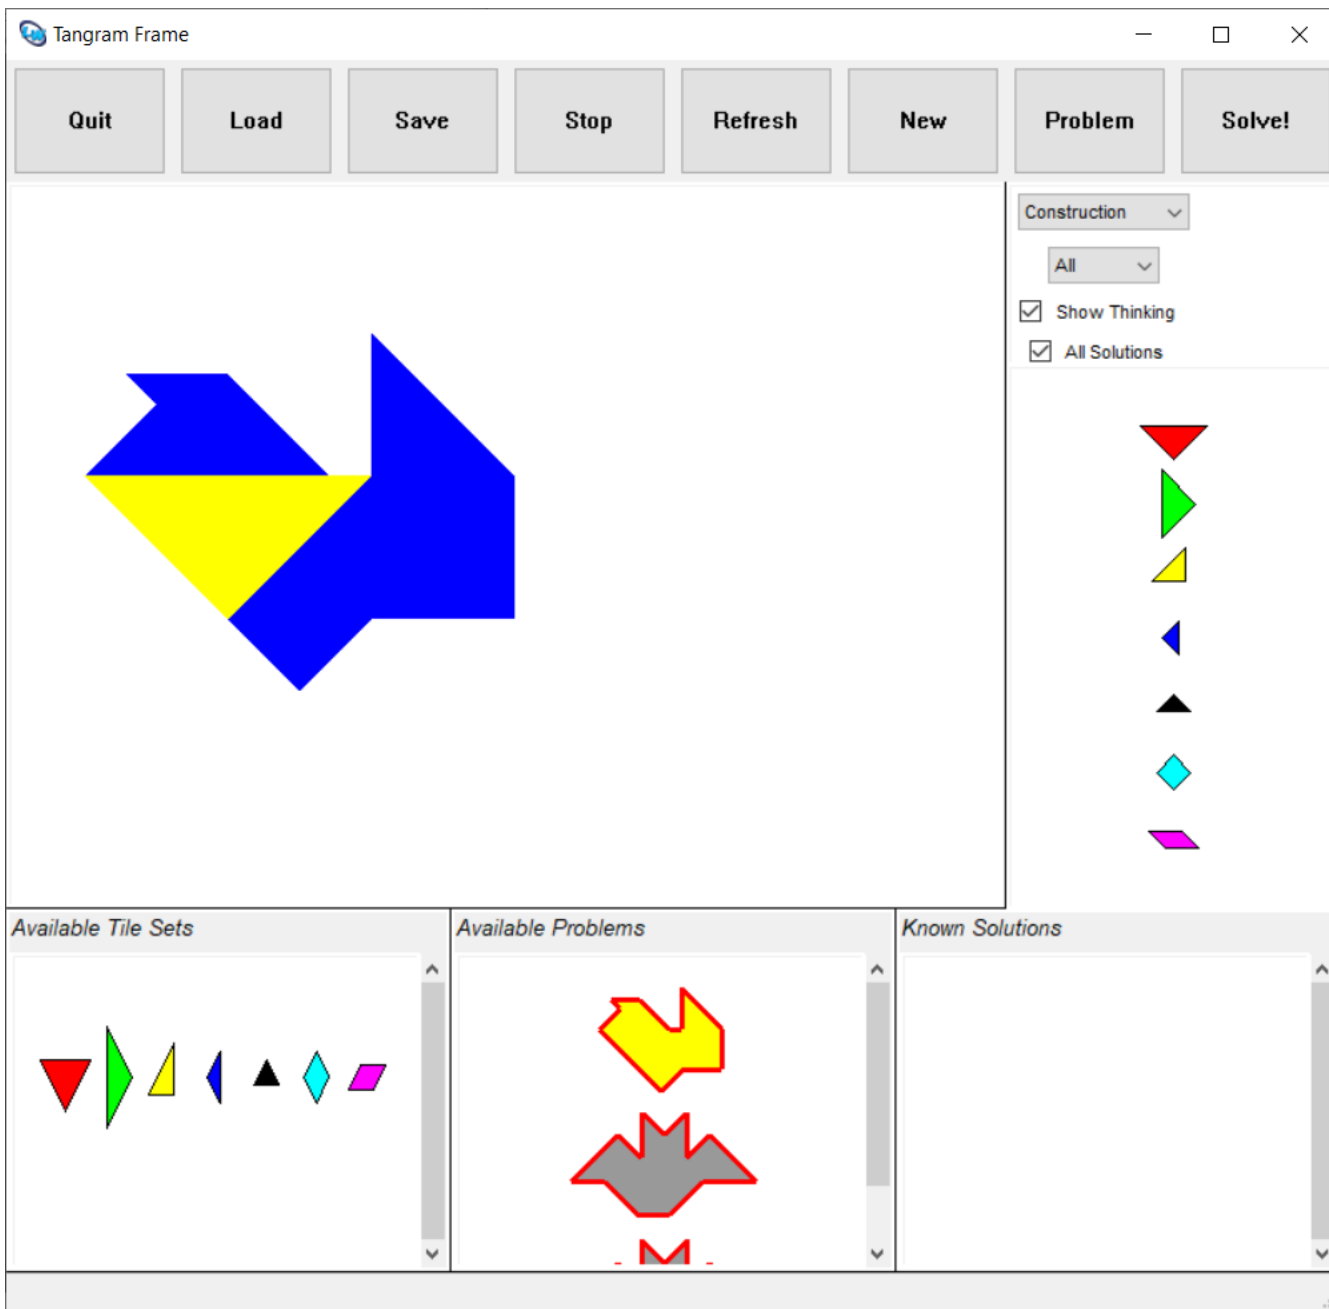 Tangram Frame
Quit Load Save Stop Refresh New Problem Solve!
Construction
All
Show Thinking
All Solutions
Available Tile Sets
Available Problems
Known Solutions